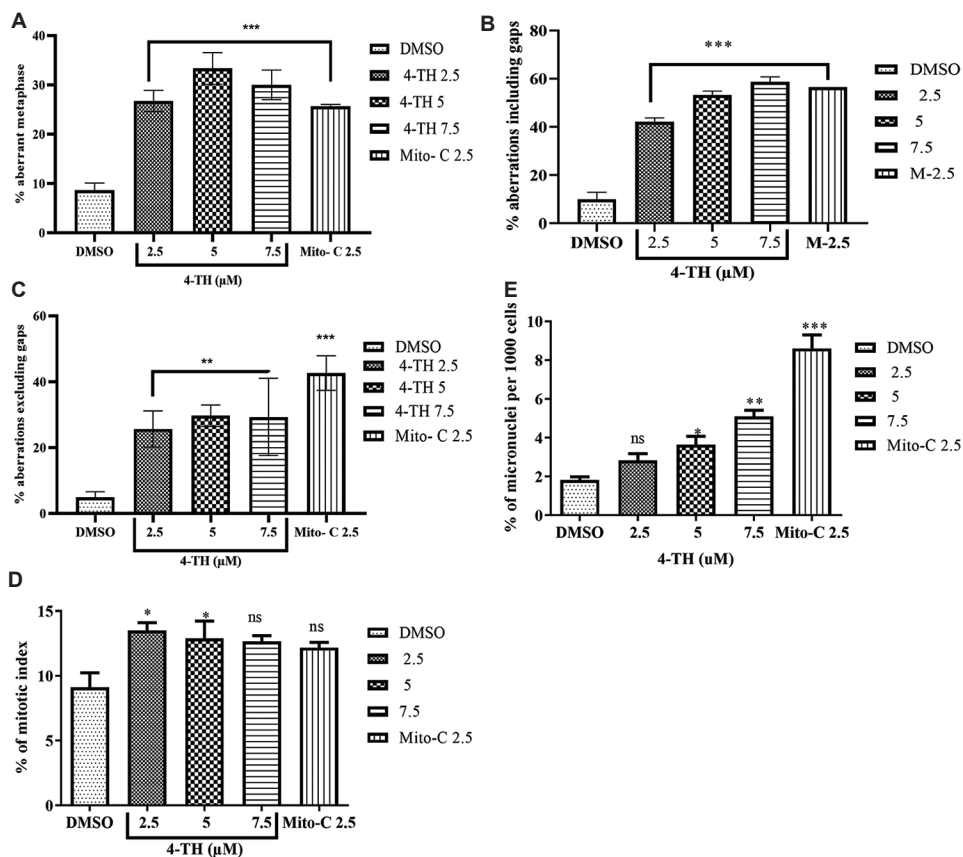 A
% aberrant metaphase
40
30
20
10
0
***
DMSO
2.5
5
7.5
Mito- C 2.5
4-TH (µM)
DMSO
4-TH 2.5
4-TH 5
4-TH 7.5
Mito- C 2.5
B
% aberrations including gaps
80
60
40
20
0
***
DMSO
2.5
5
7.5
M-2.5
4-TH (µM)
DMSO
2.5
5
7.5
M-2.5
C
% aberrations excluding gaps
60
40
20
0
**
***
DMSO
2.5
5
7.5
Mito- C 2.5
4-TH (µM)
DMSO
4-TH 2.5
4-TH 5
4-TH 7.5
Mito- C 2.5
E
% of micronuclei per 1000 cells
10
8
6
4
2
0
ns
*
**
***
DMSO
2.5
5
7.5
Mito-C 2.5
4-TH (uM)
DMSO
2.5
5
7.5
Mito-C 2.5
D
% of mitotic index
15
10
5
0
*
*
ns
ns
DMSO
2.5
5
7.5
Mito-C 2.5
4-TH (µM)
DMSO
2.5
5
7.5
Mito-C 2.5